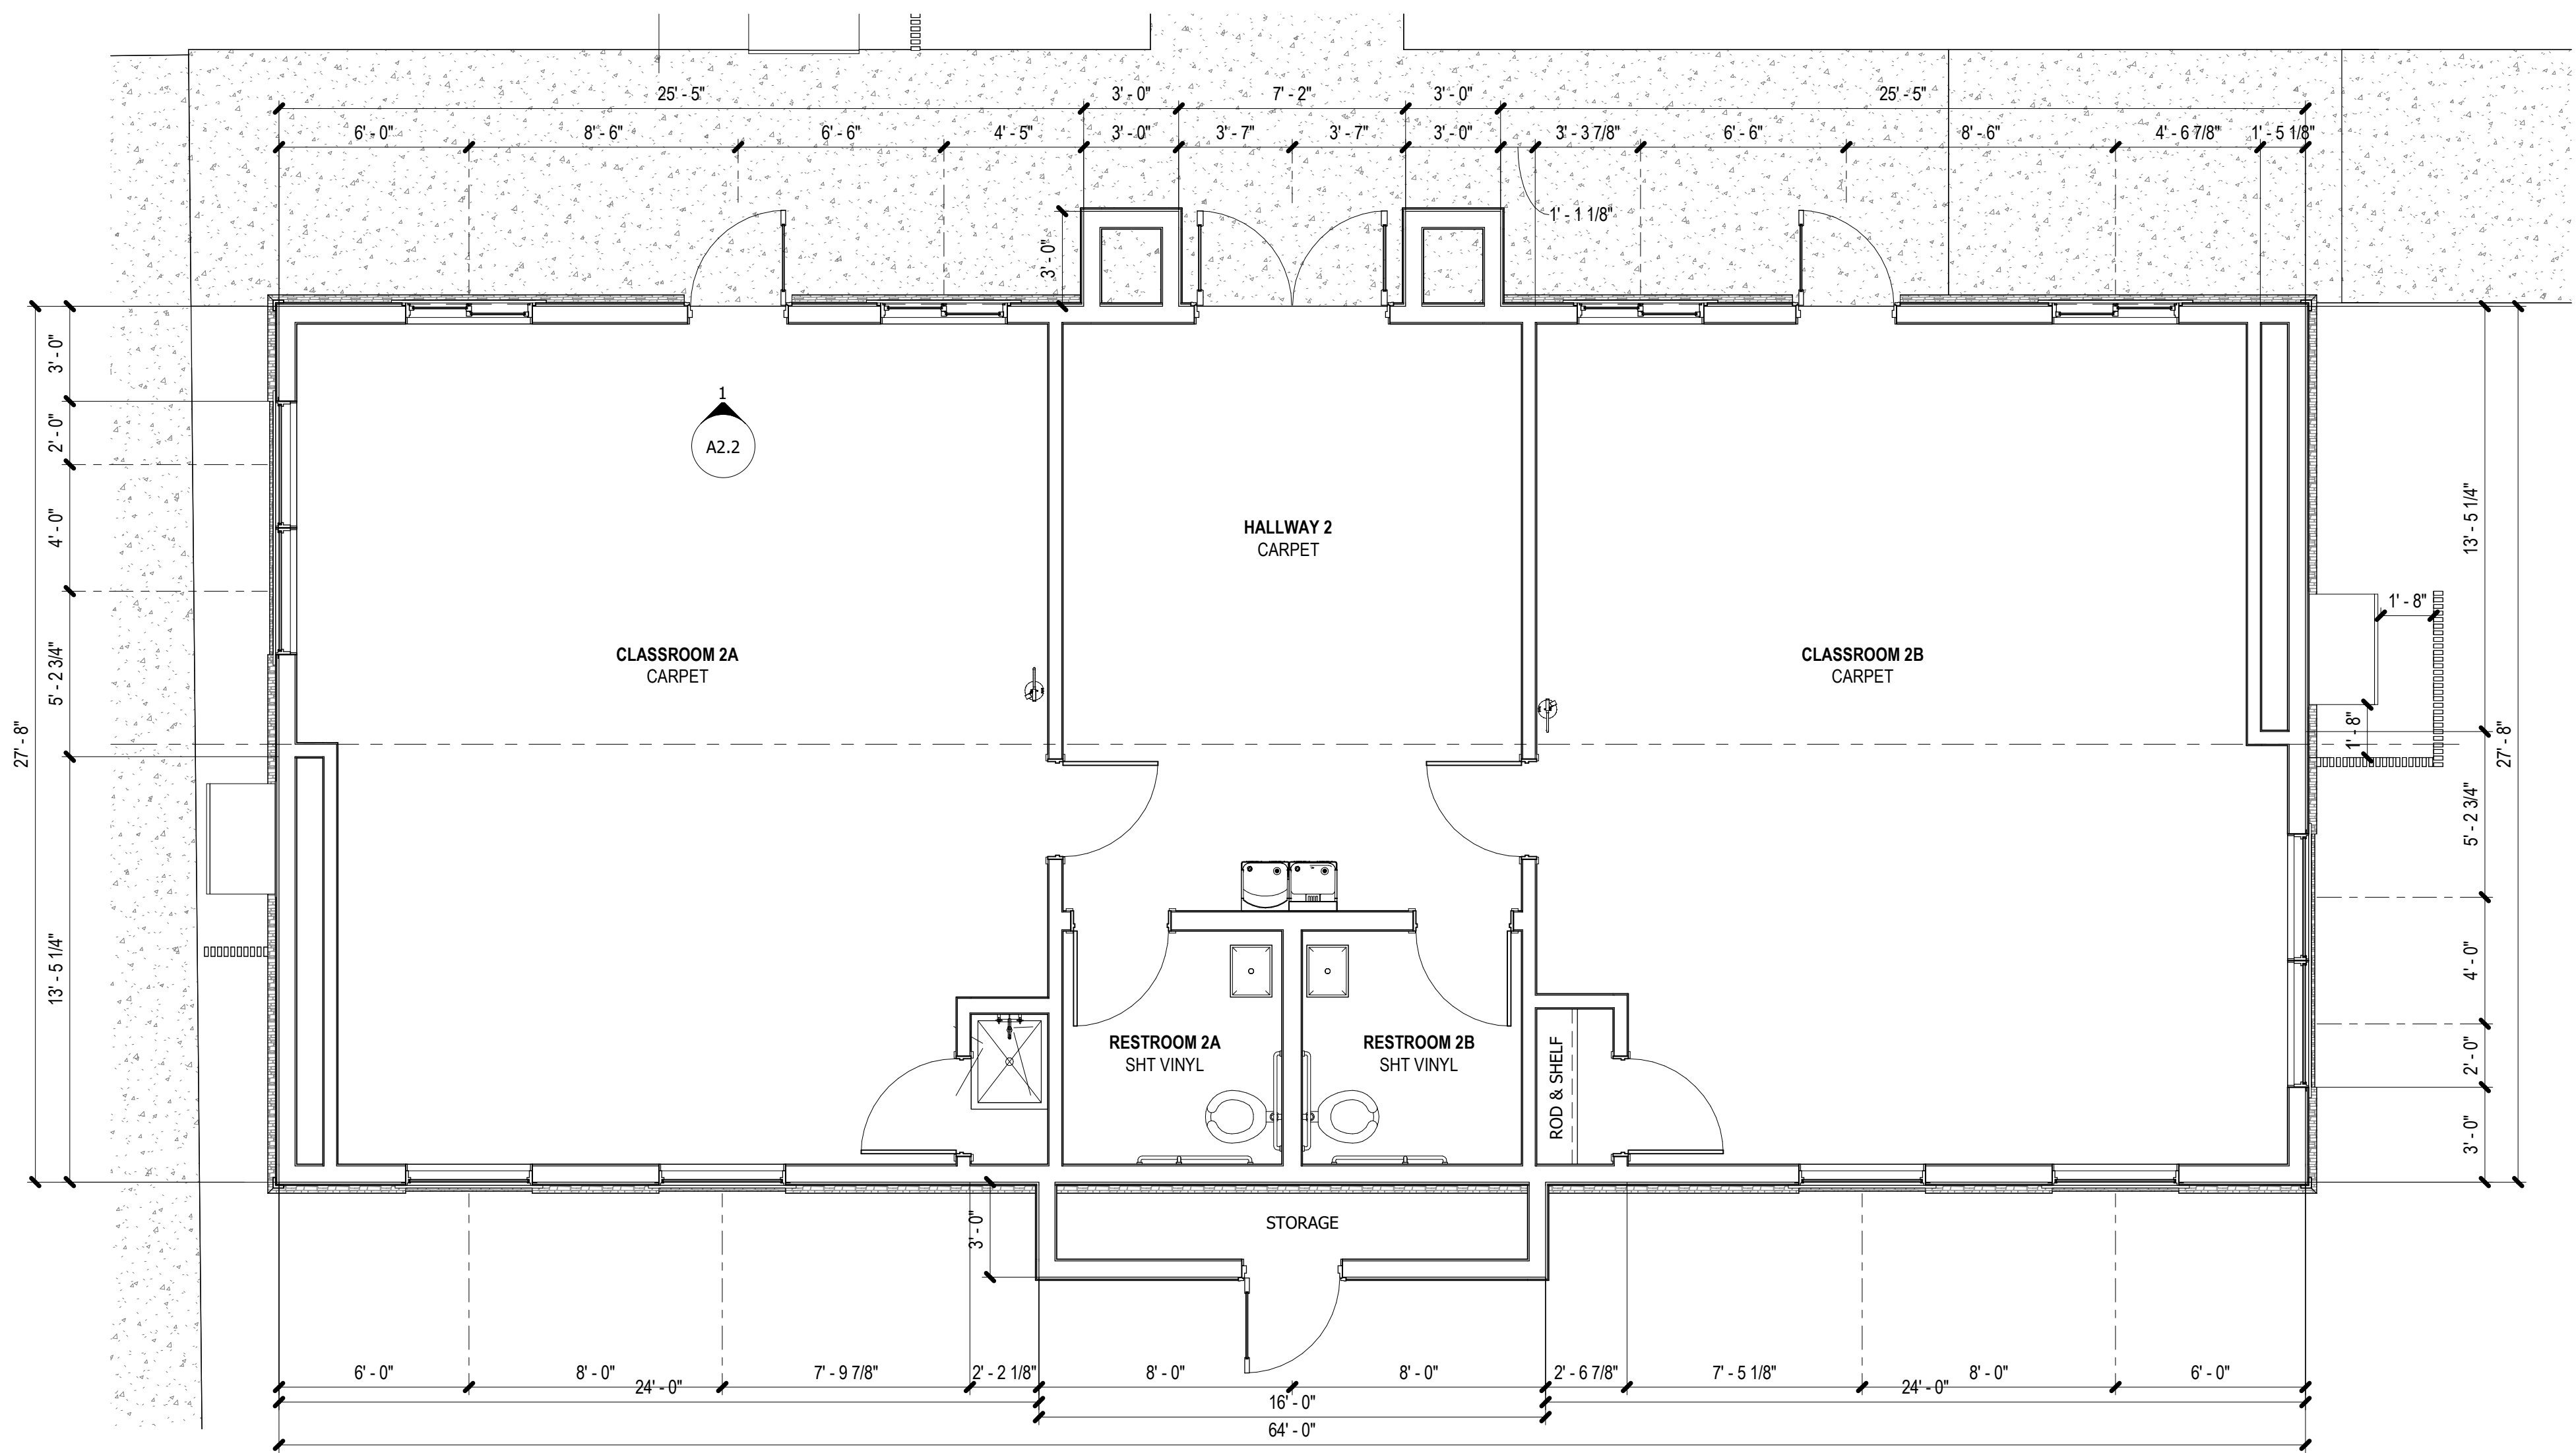 25' - 5"
3' - 0"
7' - 2"
3' - 0"
25' - 5"
6' - 0"
8' - 6"
6' - 6"
4' - 5"
3' - 0"
3' - 7"
3' - 7"
3' - 0"
3' - 3 7/8"
6' - 6"
8' - 6"
4' - 6 7/8"
1' - 5 1/8"
1' - 1 1/8"
3' - 0"
3' - 0"
2' - 0"
4' - 0"
5' - 2 3/4"
13' - 5 1/4"
27' - 8"
1
A2.2
HALLWAY 2
CARPET
CLASSROOM 2A
CARPET
CLASSROOM 2B
CARPET
13' - 5 1/4"
1' - 8"
1' - 8"
27' - 8"
5' - 2 3/4"
4' - 0"
2' - 0"
3' - 0"
RESTROOM 2A
SHT VINYL
RESTROOM 2B
SHT VINYL
ROD & SHELF
STORAGE
3' - 0"
6' - 0"
8' - 0"
7' - 9 7/8"
2' - 2 1/8"
8' - 0"
8' - 0"
2' - 6 7/8"
7' - 5 1/8"
8' - 0"
6' - 0"
24' - 0"
16' - 0"
24' - 0"
64' - 0"